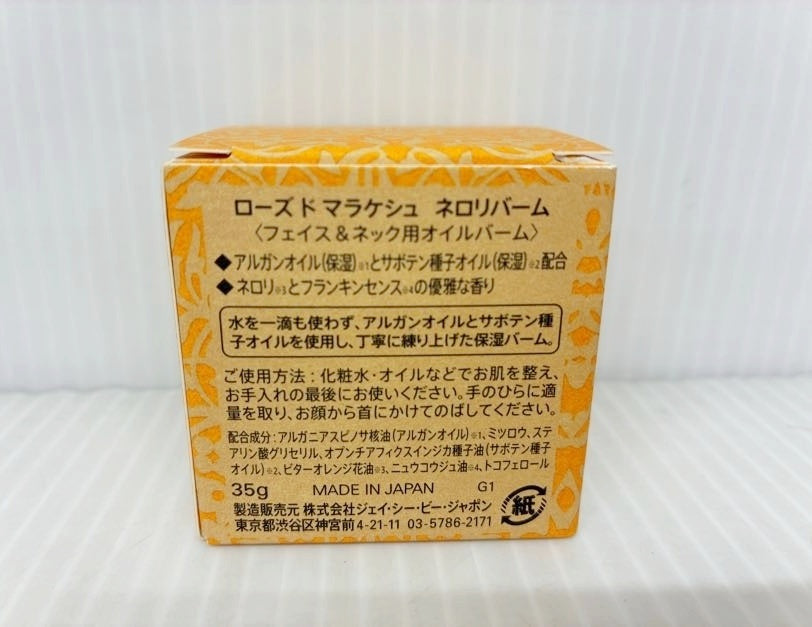 ローズ ド マラケシュ ネロリバーム
〈フェイス&ネック用オイルバーム〉
◆アルガンオイル(保湿)※1とサボテン種子オイル(保湿)※2配合
◆ネロリ※3とフランキンセンス※4の優雅な香り
水を一滴も使わず、アルガンオイルとサボテン種
子オイルを使用し、丁寧に練り上げた保湿バーム。
ご使用方法：化粧水・オイルなどでお肌を整え、
お手入れの最後にお使いください。手のひらに適
量を取り、お顔から首にかけてのばしてください。
配合成分：アルガニアスピノサ核油(アルガンオイル)※1、ミツロウ、ステ
アリン酸グリセリル、オプンチアフィクスインジカ種子油(サボテン種子
オイル)※2、ビターオレンジ花油※3、ニュウコウジュ油※4、トコフェロール
35g MADE IN JAPAN G1
製造販売元 株式会社ジェイ・シー・ビー・ジャポン
東京都渋谷区神宮前4-21-11 03-5786-2171
紙